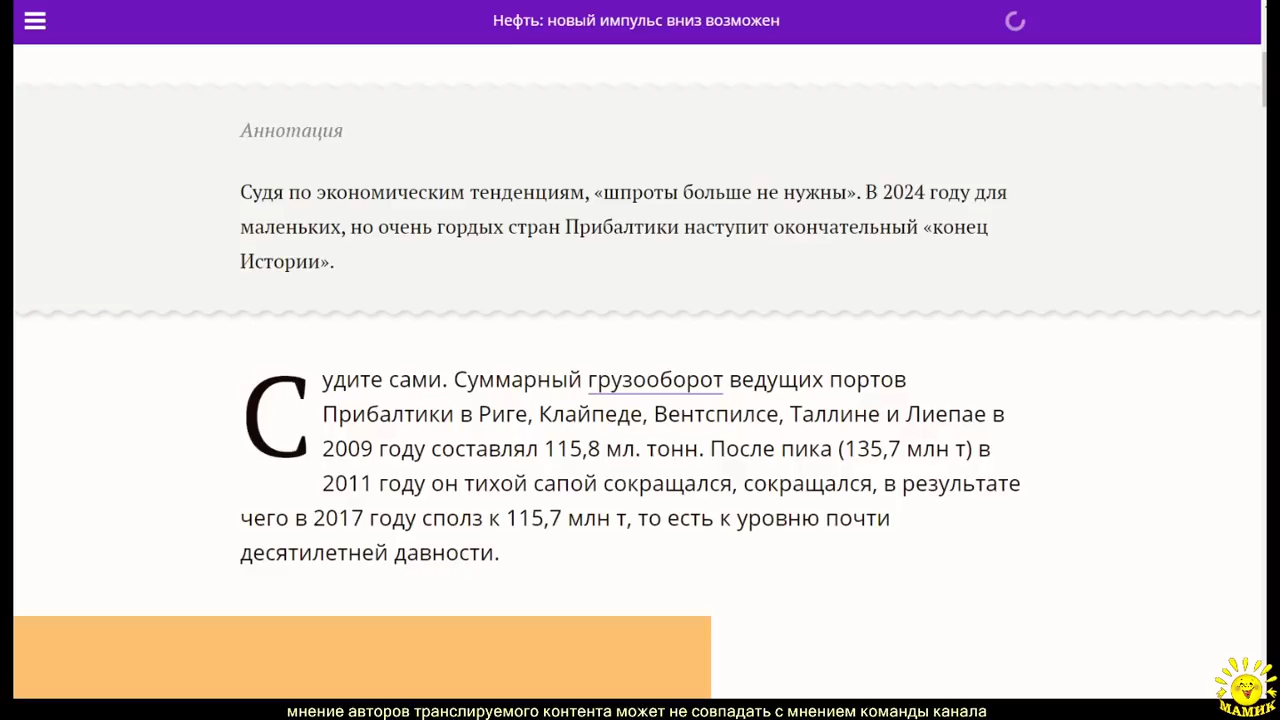 Нефть: новый импульс вниз возможен
Аннотация
Судя по экономическим тенденциям, «шпроты больше не нужны». В 2024 году для
маленьких, но очень гордых стран Прибалтики наступит окончательный «конец
Истории».
Судите сами. Суммарный грузооборот ведущих портов
Прибалтики в Риге, Клайпеде, Вентспилсе, Таллине и Лиепае в
2009 году составлял 115,8 мл. тонн. После пика (135,7 млн т) в
2011 году он тихой сапой сокращался, сокращался, в результате
чего в 2017 году сполз к 115,7 млн т, то есть к уровню почти
десятилетней давности.
МАМИК
мнение авторов транслируемого контента может не совпадать с мнением команды канала